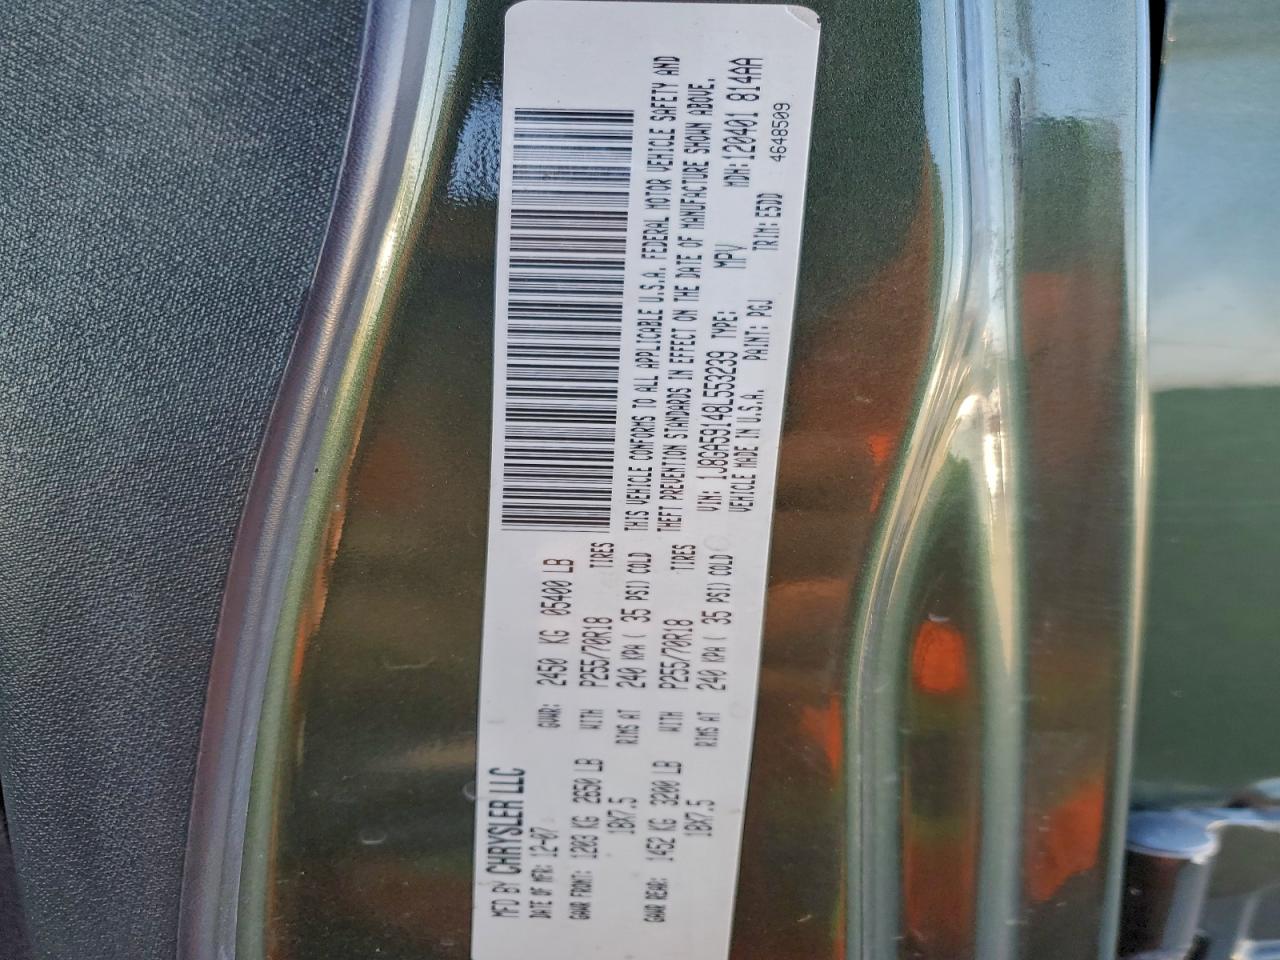 MFD BY CHRYSLER LLC
DATE OF MFR: 12-07 GVWR: 2450 KG 05400 LB
GAWR FRONT: 1203 KG 2650 LB WITH P255/70R18 TIRES
18X7.5 RIMS AT 240 KPA ( 35 PSI) COLD
GAWR REAR: 1452 KG 3200 LB WITH P255/70R18 TIRES
18X7.5 RIMS AT 240 KPA ( 35 PSI) COLD
THIS VEHICLE CONFORMS TO ALL APPLICABLE U.S.A. FEDERAL MOTOR VEHICLE SAFETY AND
THEFT PREVENTION STANDARDS IN EFFECT ON THE DATE OF MANUFACTURE SHOWN ABOVE.
VIN: 1J8GA59148L553239 TYPE: MPV MDH:120401 814AA
VEHICLE MADE IN U.S.A. PAINT: PGJ TRIM: E5DD 4648509